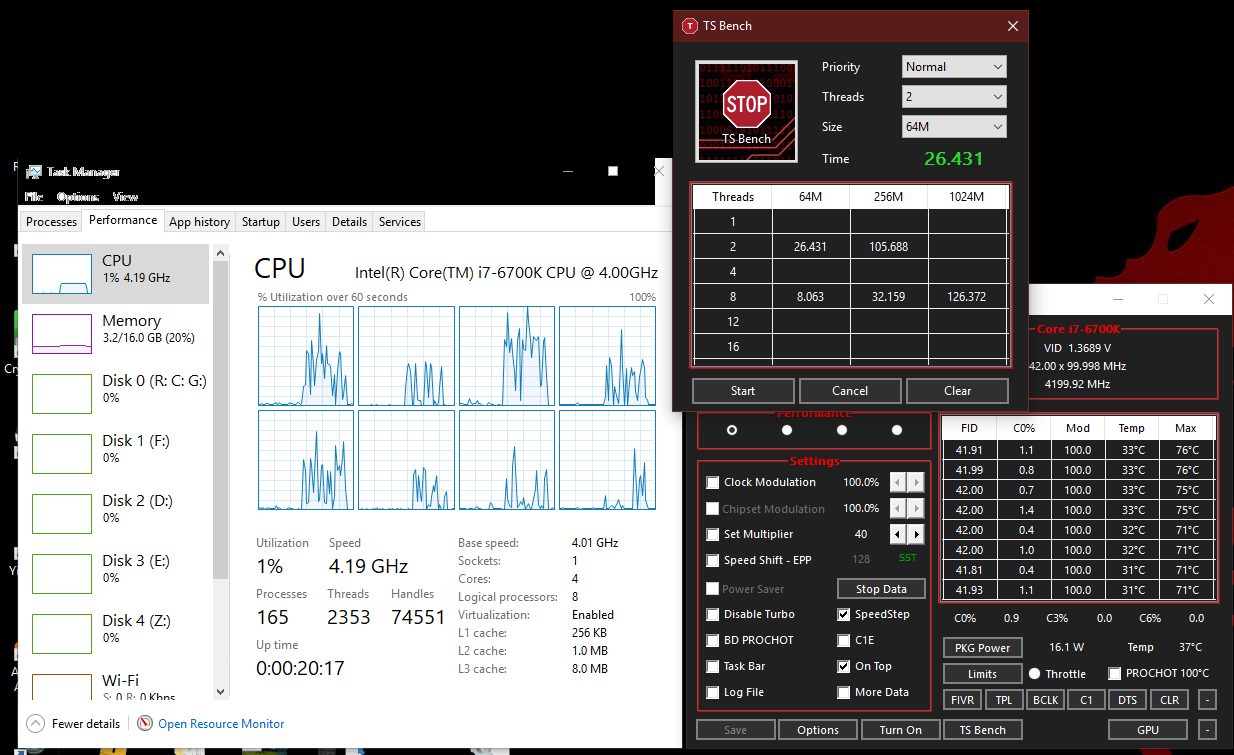 TS Bench
Priority Normal
Threads 2
Size 64M
Time 26.431
STOP
TS Bench
Threads 64M 256M 1024M
1
2 26.431 105.688
4
8 8.063 32.159 126.372
12
16
Start Cancel Clear
Task Manager
File Options View
Processes Performance App history Startup Users Details Services
CPU
1% 4.19 GHz
Memory
3.2/16.0 GB (20%)
Disk 0 (R: C: G:)
0%
Disk 1 (F:)
0%
Disk 2 (D:)
0%
Disk 3 (E:)
0%
Disk 4 (Z:)
0%
Wi-Fi
S: 0 R: 0 Kbps
CPU Intel(R) Core(TM) i7-6700K CPU @ 4.00GHz
% Utilization over 60 seconds 100%
Utilization Speed
1% 4.19 GHz
Processes Threads Handles
165 2353 74551
Up time
0:00:20:17
Base speed: 4.01 GHz
Sockets: 1
Cores: 4
Logical processors: 8
Virtualization: Enabled
L1 cache: 256 KB
L2 cache: 1.0 MB
L3 cache: 8.0 MB
Fewer details Open Resource Monitor
Core i7-6700K
VID 1.3689 V
42.00 x 99.998 MHz
4199.92 MHz
Performance
Settings
Clock Modulation 100.0%
Chipset Modulation 100.0%
Set Multiplier 40
Speed Shift - EPP 128 SST
Power Saver Stop Data
Disable Turbo SpeedStep
BD PROCHOT C1E
Task Bar On Top
Log File More Data
Save Options Turn On TS Bench
FID C0% Mod Temp Max
41.91 1.1 100.0 33°C 76°C
41.99 0.8 100.0 33°C 76°C
42.00 0.7 100.0 33°C 75°C
42.00 1.4 100.0 33°C 75°C
42.00 0.4 100.0 32°C 71°C
42.00 1.0 100.0 32°C 71°C
41.81 0.4 100.0 31°C 71°C
41.93 1.1 100.0 31°C 71°C
C0% 0.9 C3% 0.0 C6% 0.0
PKG Power 16.1 W Temp 37°C
Limits Throttle PROCHOT 100°C
FIVR TPL BCLK C1 DTS CLR -
GPU -